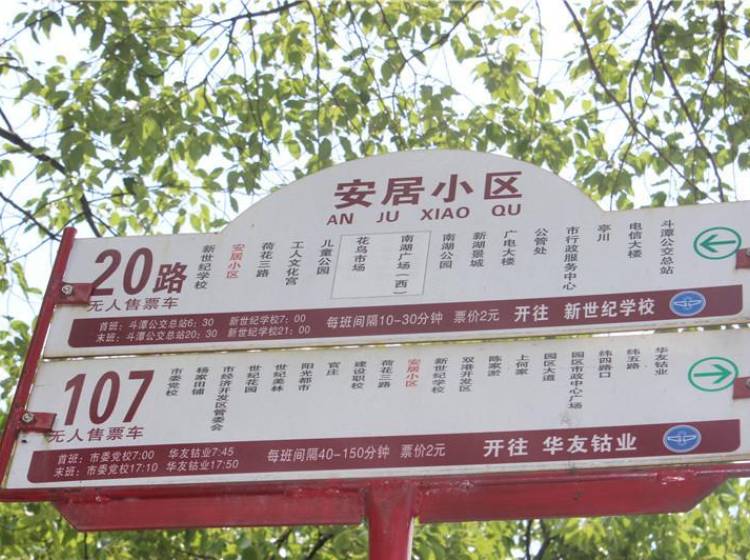 安居小区
AN JU XIAO QU
20路
无人售票车
新世纪学校
安居小区
荷花三路
工人文化宫
儿童公园
花鸟市场
南湖广场（西）
南湖公园
新湖景城
广电大楼
公管处
市行政服务中心
亭川
电信大楼
斗潭公交总站
首班：斗潭公交总站6：30 新世纪学校7：00
末班：斗潭公交总站20：30 新世纪学校21：00
每班间隔10-30分钟 票价2元 开往 新世纪学校
107
无人售票车
市委党校
杨家田铺
市经济开发区管委会
世纪花园
世纪美林
阳光都市
官庄
建设职校
荷花三路
安居小区
新世纪学校
双港开发区
陈家淤
上何家
园区大道
园区市政中心广场
纬四路口
纬五路
华友钴业
首班：市委党校7:00 华友钴业7:45
末班：市委党校17:10 华友钴业17:50
每班间隔40-150分钟 票价2元 开往 华友钴业